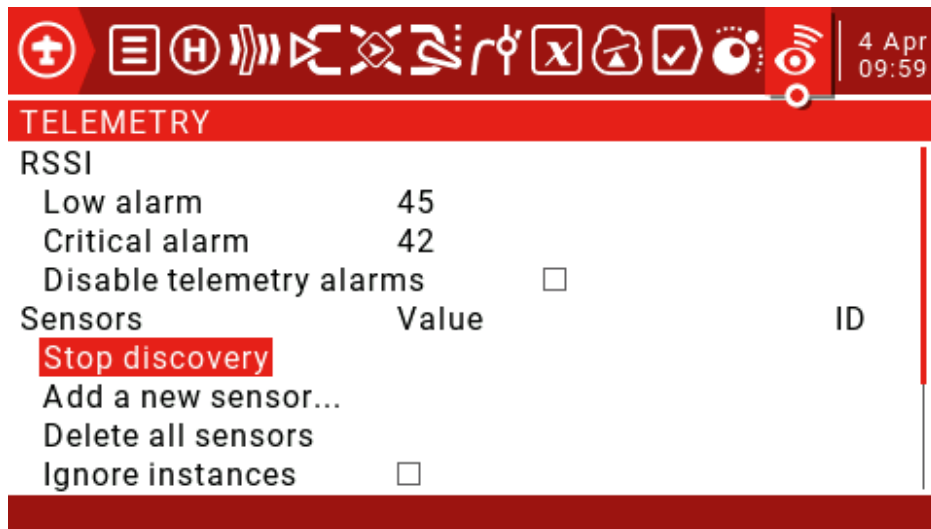 4 Apr
09:59
TELEMETRY
RSSI
Low alarm 45
Critical alarm 42
Disable telemetry alarms
Sensors Value ID
Stop discovery
Add a new sensor...
Delete all sensors
Ignore instances